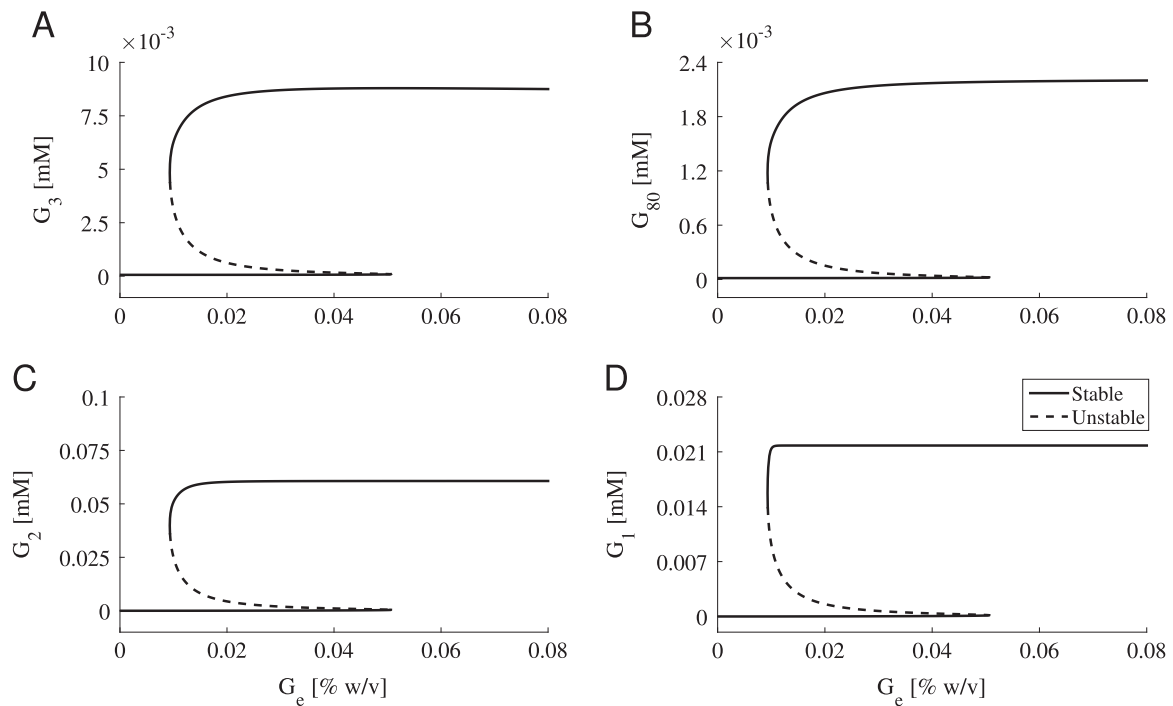 A
×10⁻³
10
7.5
5
2.5
0
G₃ [mM]
0 0.02 0.04 0.06 0.08
B
×10⁻³
2.4
1.8
1.2
0.6
0
G₈₀ [mM]
0 0.02 0.04 0.06 0.08
C
0.1
0.075
0.05
0.025
0
G₂ [mM]
0 0.02 0.04 0.06 0.08
Gₑ [% w/v]
D
0.028
0.021
0.014
0.007
0
G₁ [mM]
Stable
Unstable
0 0.02 0.04 0.06 0.08
Gₑ [% w/v]